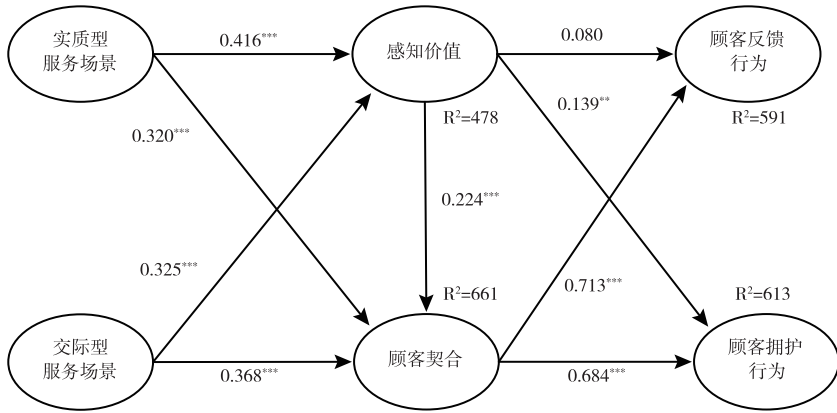 实质型
服务场景
0.416***
感知价值
0.080
顾客反馈
行为
0.320***
R²=478
0.139**
R²=591
0.224***
0.325***
R²=661
0.713***
R²=613
交际型
服务场景
0.368***
顾客契合
0.684***
顾客拥护
行为